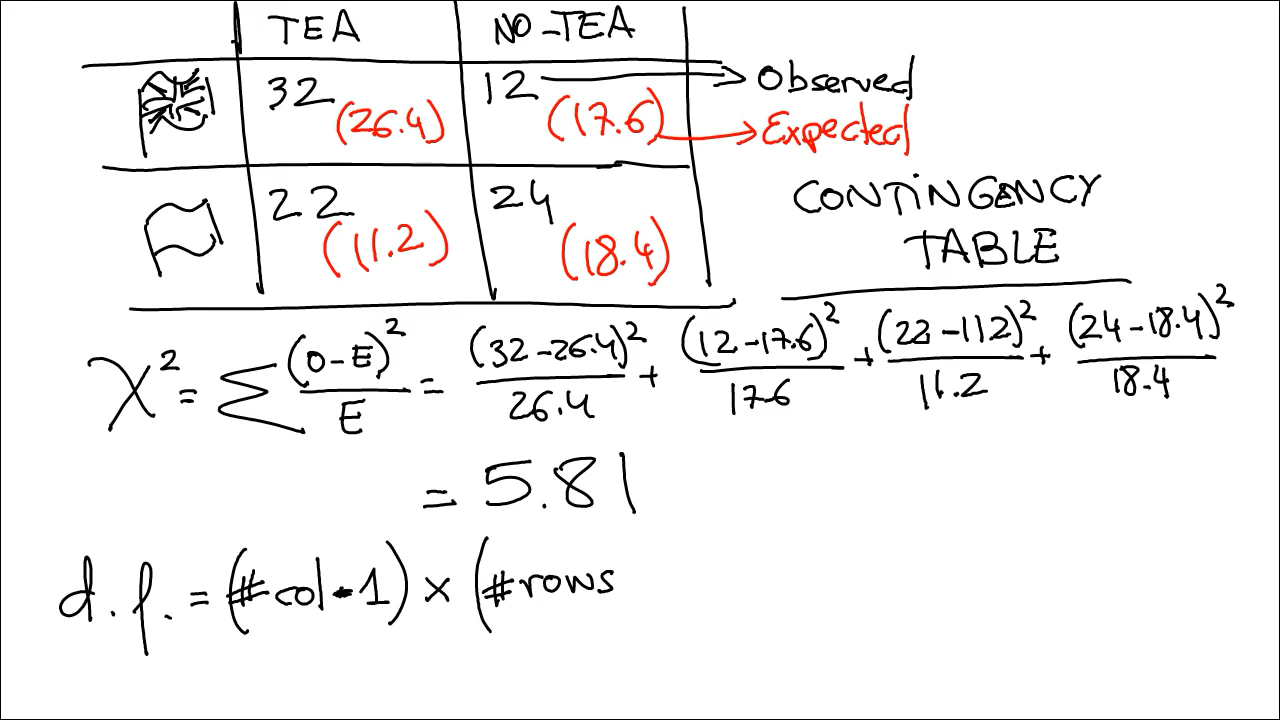 TEA NO-TEA
32 (26.4) 12 (17.6) Observed
Expected
22 (11.2) 24 (18.4)
CONTINGENCY
TABLE
χ² = Σ (O-E)²/E = (32-26.4)²/26.4 + (12-17.6)²/17.6 + (22-112)²/11.2 + (24-18.4)²/18.4
= 5.81
d.f. = (#col-1) × (#rows